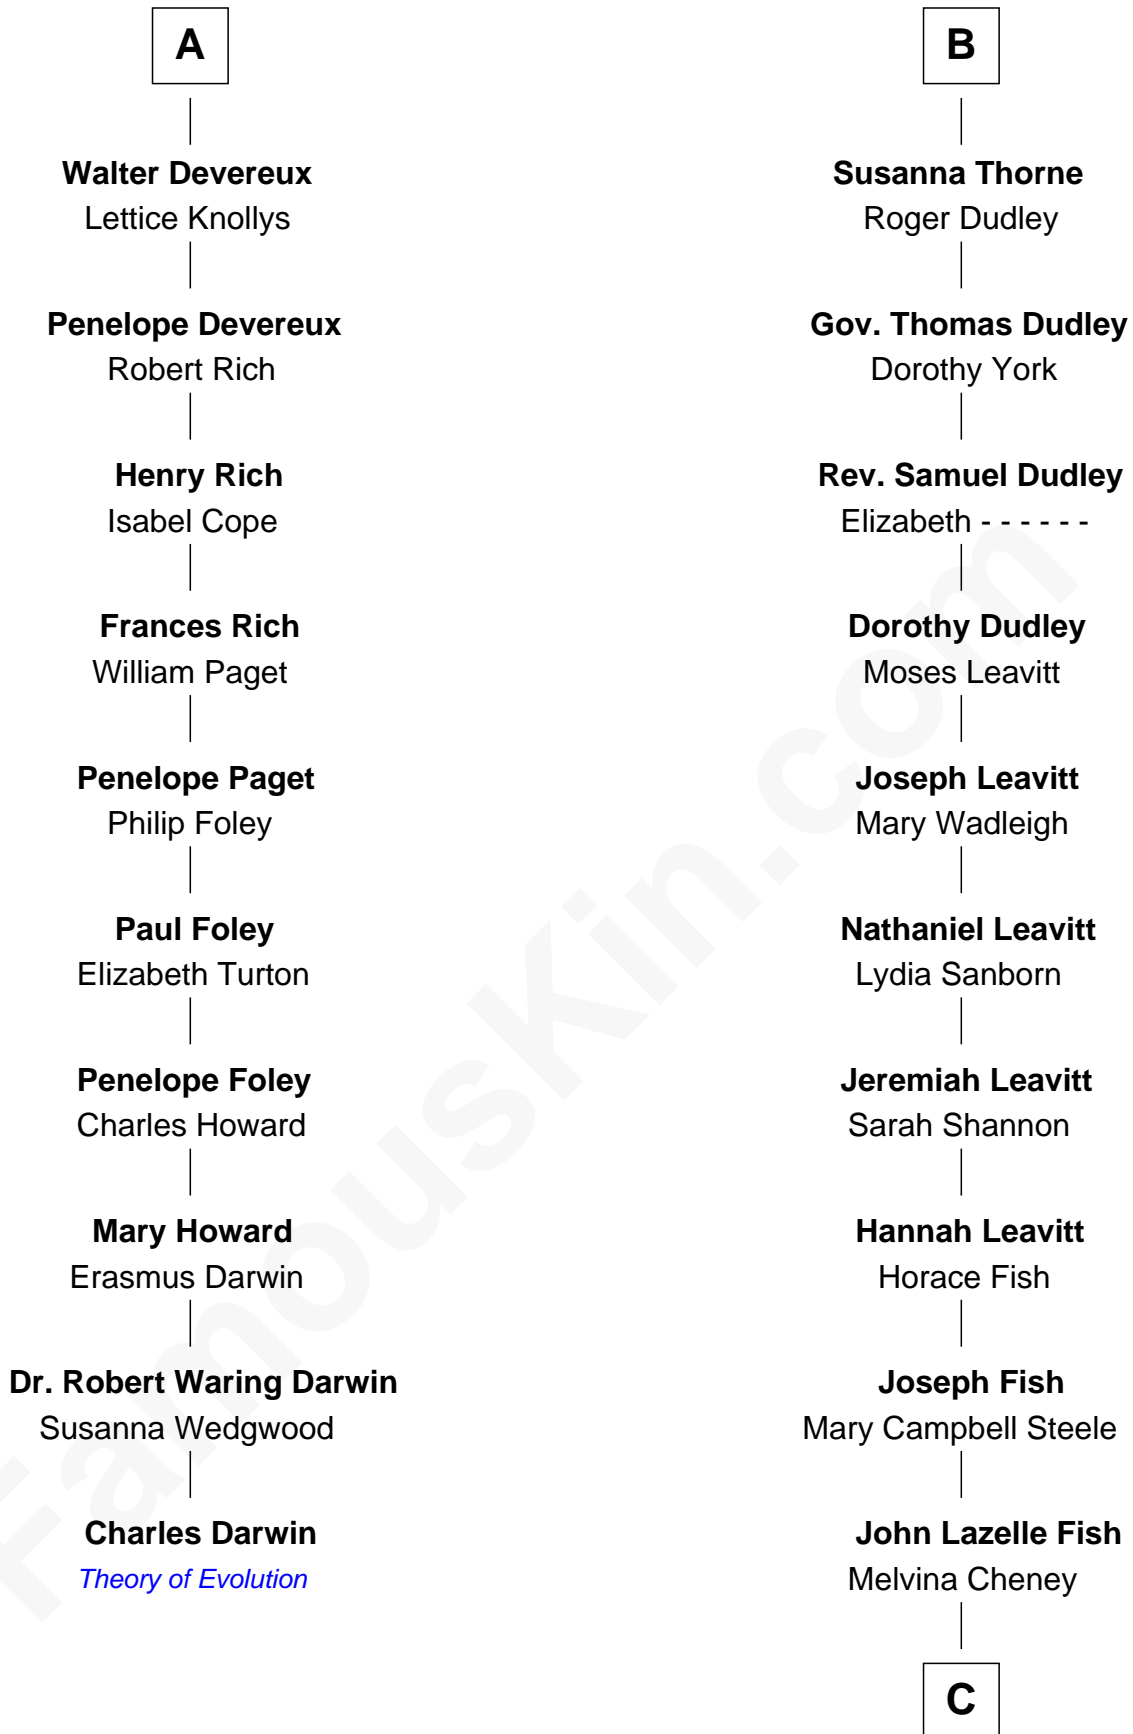 A
Walter Devereux
Lettice Knollys
Penelope Devereux
Robert Rich
Henry Rich
Isabel Cope
Frances Rich
William Paget
Penelope Paget
Philip Foley
Paul Foley
Elizabeth Turton
Penelope Foley
Charles Howard
Mary Howard
Erasmus Darwin
Dr. Robert Waring Darwin
Susanna Wedgwood
Charles Darwin
Theory of Evolution
B
Susanna Thorne
Roger Dudley
Gov. Thomas Dudley
Dorothy York
Rev. Samuel Dudley
Elizabeth - - - - - -
Dorothy Dudley
Moses Leavitt
Joseph Leavitt
Mary Wadleigh
Nathaniel Leavitt
Lydia Sanborn
Jeremiah Leavitt
Sarah Shannon
Hannah Leavitt
Horace Fish
Joseph Fish
Mary Campbell Steele
John Lazelle Fish
Melvina Cheney
C
FamousKin.com